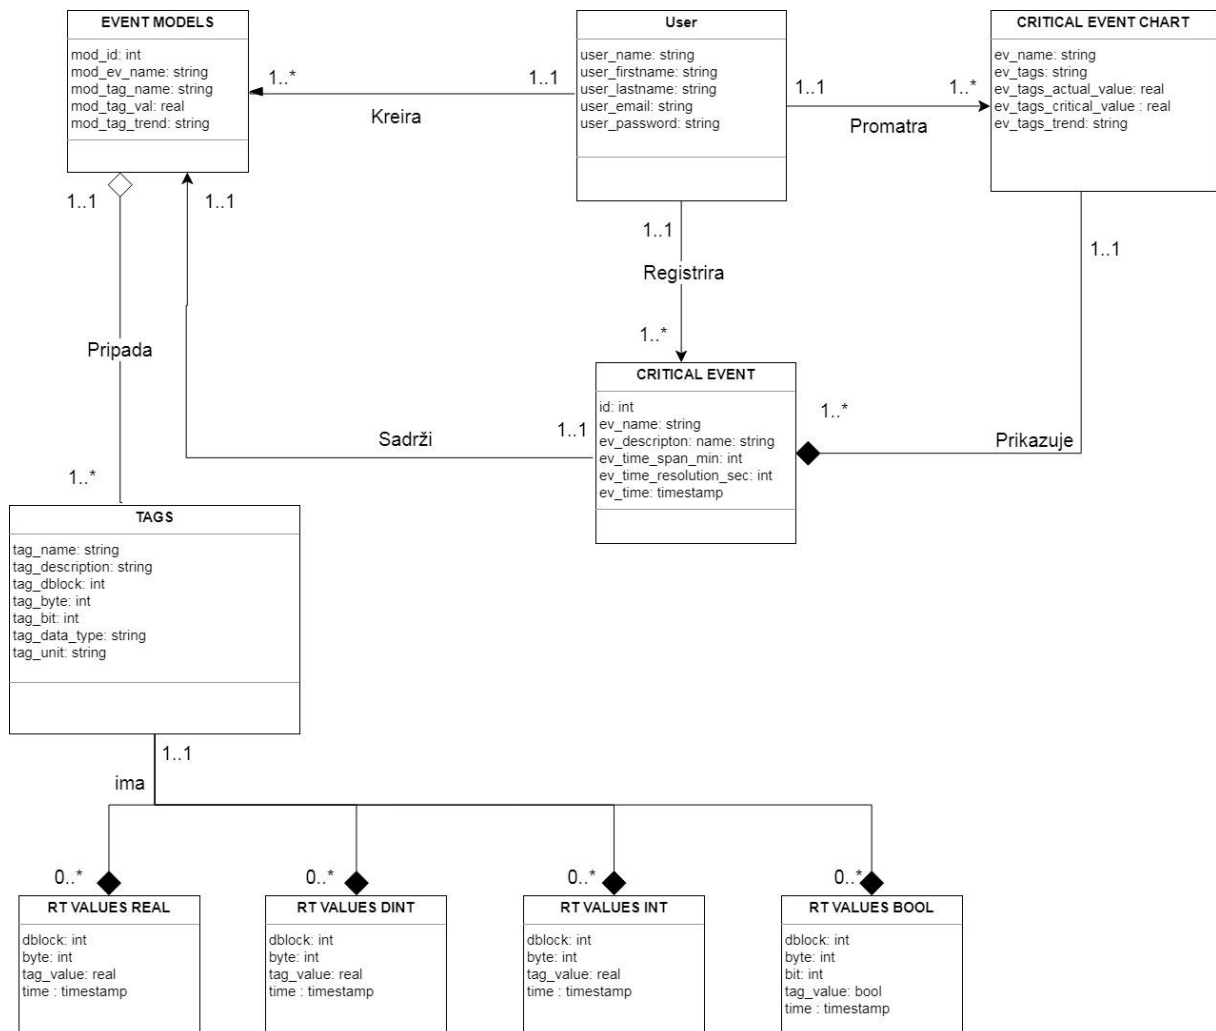 EVENT MODELS
mod_id: int
mod_ev_name: string
mod_tag_name: string
mod_tag_val: real
mod_tag_trend: string
User
user_name: string
user_firstname: string
user_lastname: string
user_email: string
user_password: string
CRITICAL EVENT CHART
ev_name: string
ev_tags: string
ev_tags_actual_value: real
ev_tags_critical_value : real
ev_tags_trend: string
1..*
1..1
Kreira
1..1
1..*
Promatra
1..1
1..1
1..1
Registrira
1..*
1..1
Pripada
1..*
Sadrži
1..1
CRITICAL EVENT
id: int
ev_name: string
ev_descripton: name: string
ev_time_span_min: int
ev_time_resolution_sec: int
ev_time: timestamp
1..*
Prikazuje
TAGS
tag_name: string
tag_description: string
tag_dblock: int
tag_byte: int
tag_bit: int
tag_data_type: string
tag_unit: string
1..1
ima
0..*
0..*
0..*
0..*
RT VALUES REAL
dblock: int
byte: int
tag_value: real
time : timestamp
RT VALUES DINT
dblock: int
byte: int
tag_value: real
time : timestamp
RT VALUES INT
dblock: int
byte: int
tag_value: real
time : timestamp
RT VALUES BOOL
dblock: int
byte: int
bit: int
tag_value: bool
time : timestamp